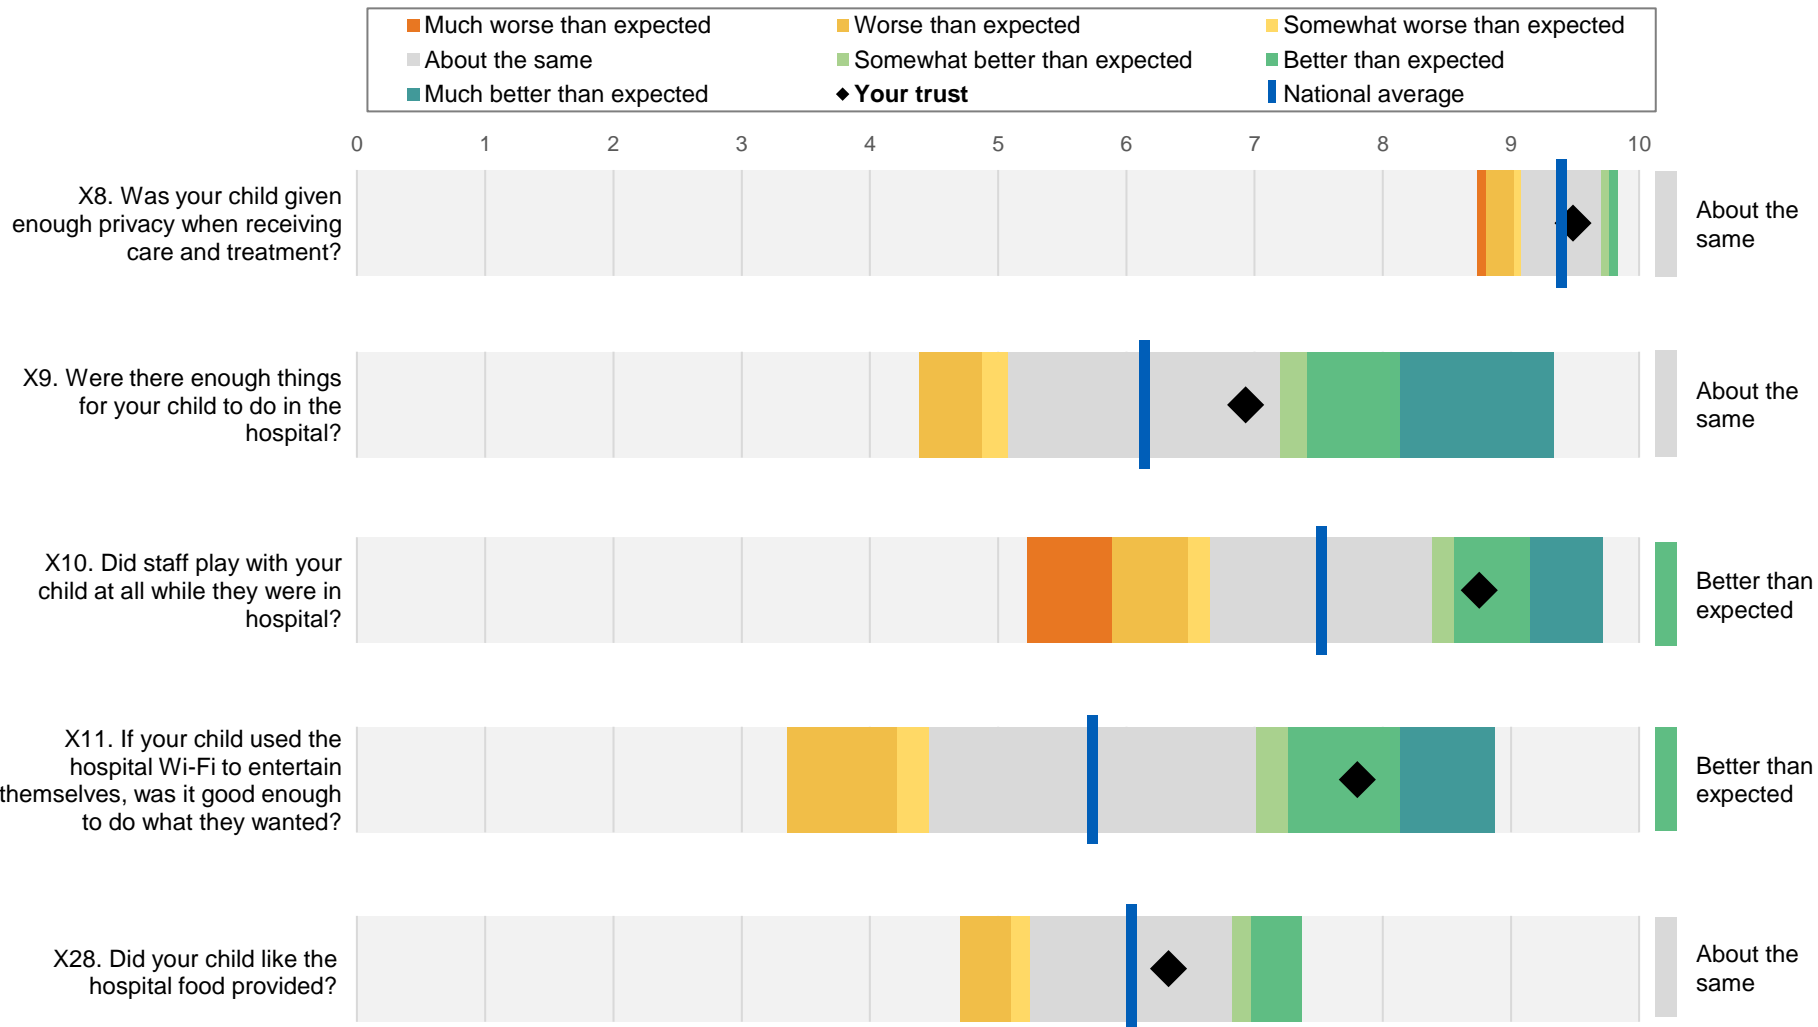 Much worse than expected
Worse than expected
Somewhat worse than expected
About the same
Somewhat better than expected
Better than expected
Much better than expected
Your trust
National average
0 1 2 3 4 5 6 7 8 9 10
X8. Was your child given
enough privacy when receiving
care and treatment?
About the
same
X9. Were there enough things
for your child to do in the
hospital?
About the
same
X10. Did staff play with your
child at all while they were in
hospital?
Better than
expected
X11. If your child used the
hospital Wi-Fi to entertain
themselves, was it good enough
to do what they wanted?
Better than
expected
X28. Did your child like the
hospital food provided?
About the
same